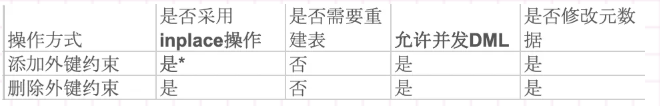 操作方式 是否采用inplace操作 是否需要重建表 允许并发DML 是否修改元数据
添加外键约束 是* 否 是 是
删除外键约束 是 否 是 是